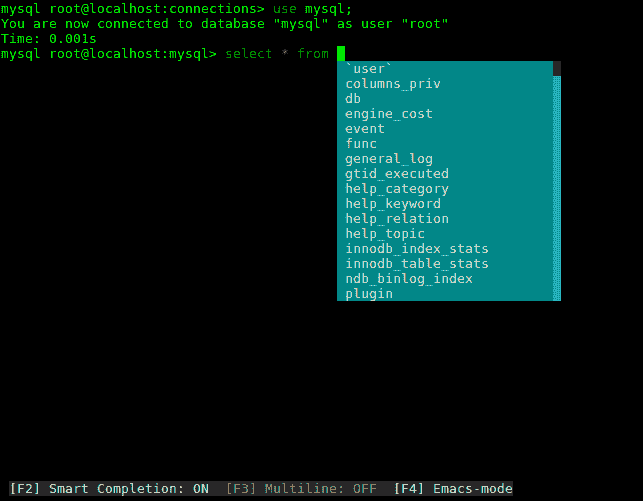 mysql root@localhost:connections> use mysql;
You are now connected to database "mysql" as user "root"
Time: 0.001s
mysql root@localhost:mysql> select * from
`user`
columns_priv
db
engine_cost
event
func
general_log
gtid_executed
help_category
help_keyword
help_relation
help_topic
innodb_index_stats
innodb_table_stats
ndb_binlog_index
plugin
[F2] Smart Completion: ON  [F3] Multiline: OFF  [F4] Emacs-mode